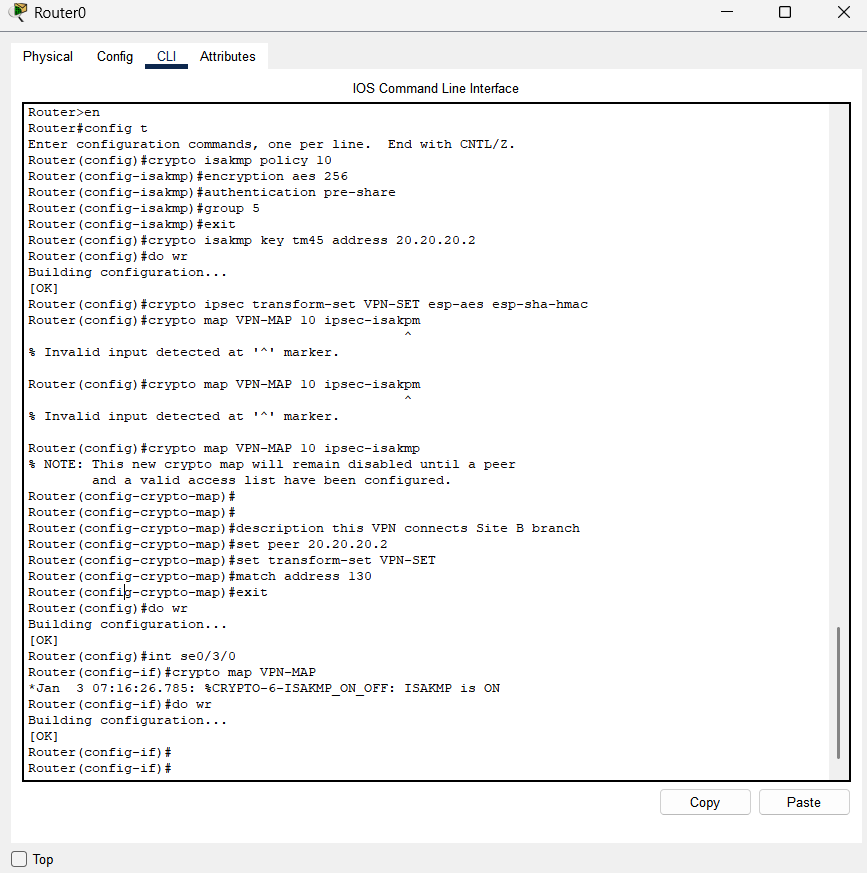 Router0
Physical Config CLI Attributes
IOS Command Line Interface
Router>en
Router#config t
Enter configuration commands, one per line.  End with CNTL/Z.
Router(config)#crypto isakmp policy 10
Router(config-isakmp)#encryption aes 256
Router(config-isakmp)#authentication pre-share
Router(config-isakmp)#group 5
Router(config-isakmp)#exit
Router(config)#crypto isakmp key tm45 address 20.20.20.2
Router(config)#do wr
Building configuration...
[OK]
Router(config)#crypto ipsec transform-set VPN-SET esp-aes esp-sha-hmac
Router(config)#crypto map VPN-MAP 10 ipsec-isakpm
^
% Invalid input detected at '^' marker.
Router(config)#crypto map VPN-MAP 10 ipsec-isakpm
^
% Invalid input detected at '^' marker.
Router(config)#crypto map VPN-MAP 10 ipsec-isakmp
% NOTE: This new crypto map will remain disabled until a peer
and a valid access list have been configured.
Router(config-crypto-map)#
Router(config-crypto-map)#
Router(config-crypto-map)#description this VPN connects Site B branch
Router(config-crypto-map)#set peer 20.20.20.2
Router(config-crypto-map)#set transform-set VPN-SET
Router(config-crypto-map)#match address 130
Router(config-crypto-map)#exit
Router(config)#do wr
Building configuration...
[OK]
Router(config)#int se0/3/0
Router(config-if)#crypto map VPN-MAP
*Jan  3 07:16:26.785: %CRYPTO-6-ISAKMP_ON_OFF: ISAKMP is ON
Router(config-if)#do wr
Building configuration...
[OK]
Router(config-if)#
Router(config-if)#
Copy Paste
Top